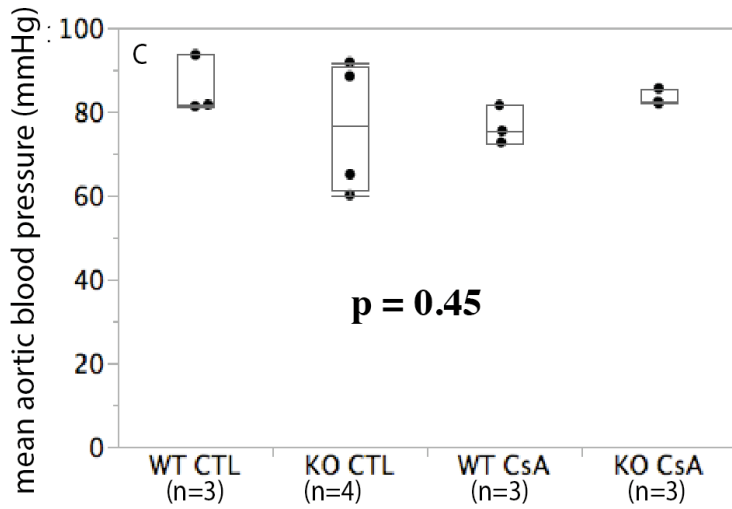 mean aortic blood pressure (mmHg)
C
100
80
60
40
20
0
p = 0.45
WT CTL KO CTL WT CsA KO CsA
(n=3) (n=4) (n=3) (n=3)